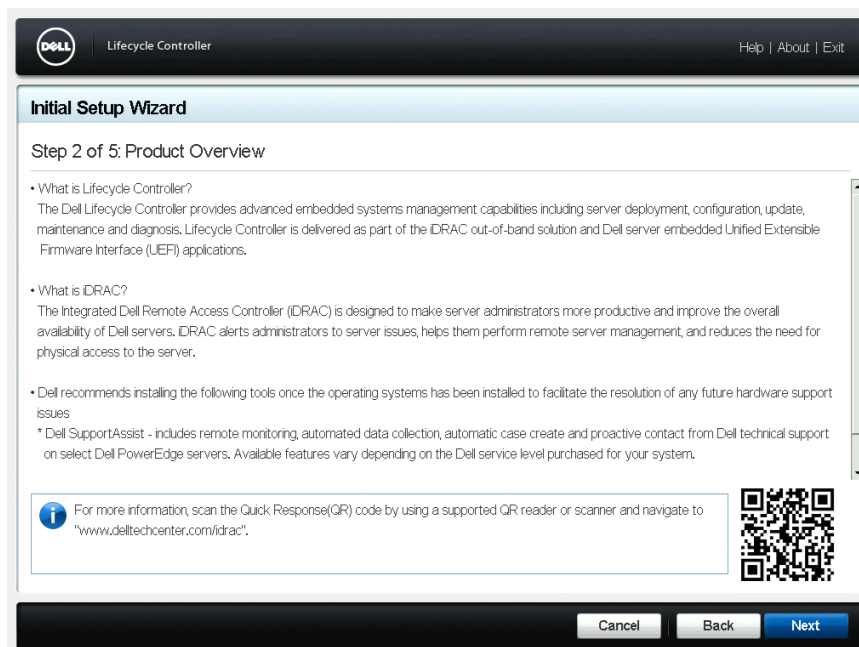 DELL
Lifecycle Controller
Help | About | Exit
Initial Setup Wizard
Step 2 of 5: Product Overview
• What is Lifecycle Controller?
The Dell Lifecycle Controller provides advanced embedded systems management capabilities including server deployment, configuration, update,
maintenance and diagnosis. Lifecycle Controller is delivered as part of the iDRAC out-of-band solution and Dell server embedded Unified Extensible
Firmware Interface (UEFI) applications.
• What is iDRAC?
The Integrated Dell Remote Access Controller (iDRAC) is designed to make server administrators more productive and improve the overall
availability of Dell servers. iDRAC alerts administrators to server issues, helps them perform remote server management, and reduces the need for
physical access to the server.
• Dell recommends installing the following tools once the operating systems has been installed to facilitate the resolution of any future hardware support
issues
* Dell SupportAssist - includes remote monitoring, automated data collection, automatic case create and proactive contact from Dell technical support
on select Dell PowerEdge servers. Available features vary depending on the Dell service level purchased for your system.
For more information, scan the Quick Response(QR) code by using a supported QR reader or scanner and navigate to
"www.delltechcenter.com/idrac".
Cancel
Back
Next